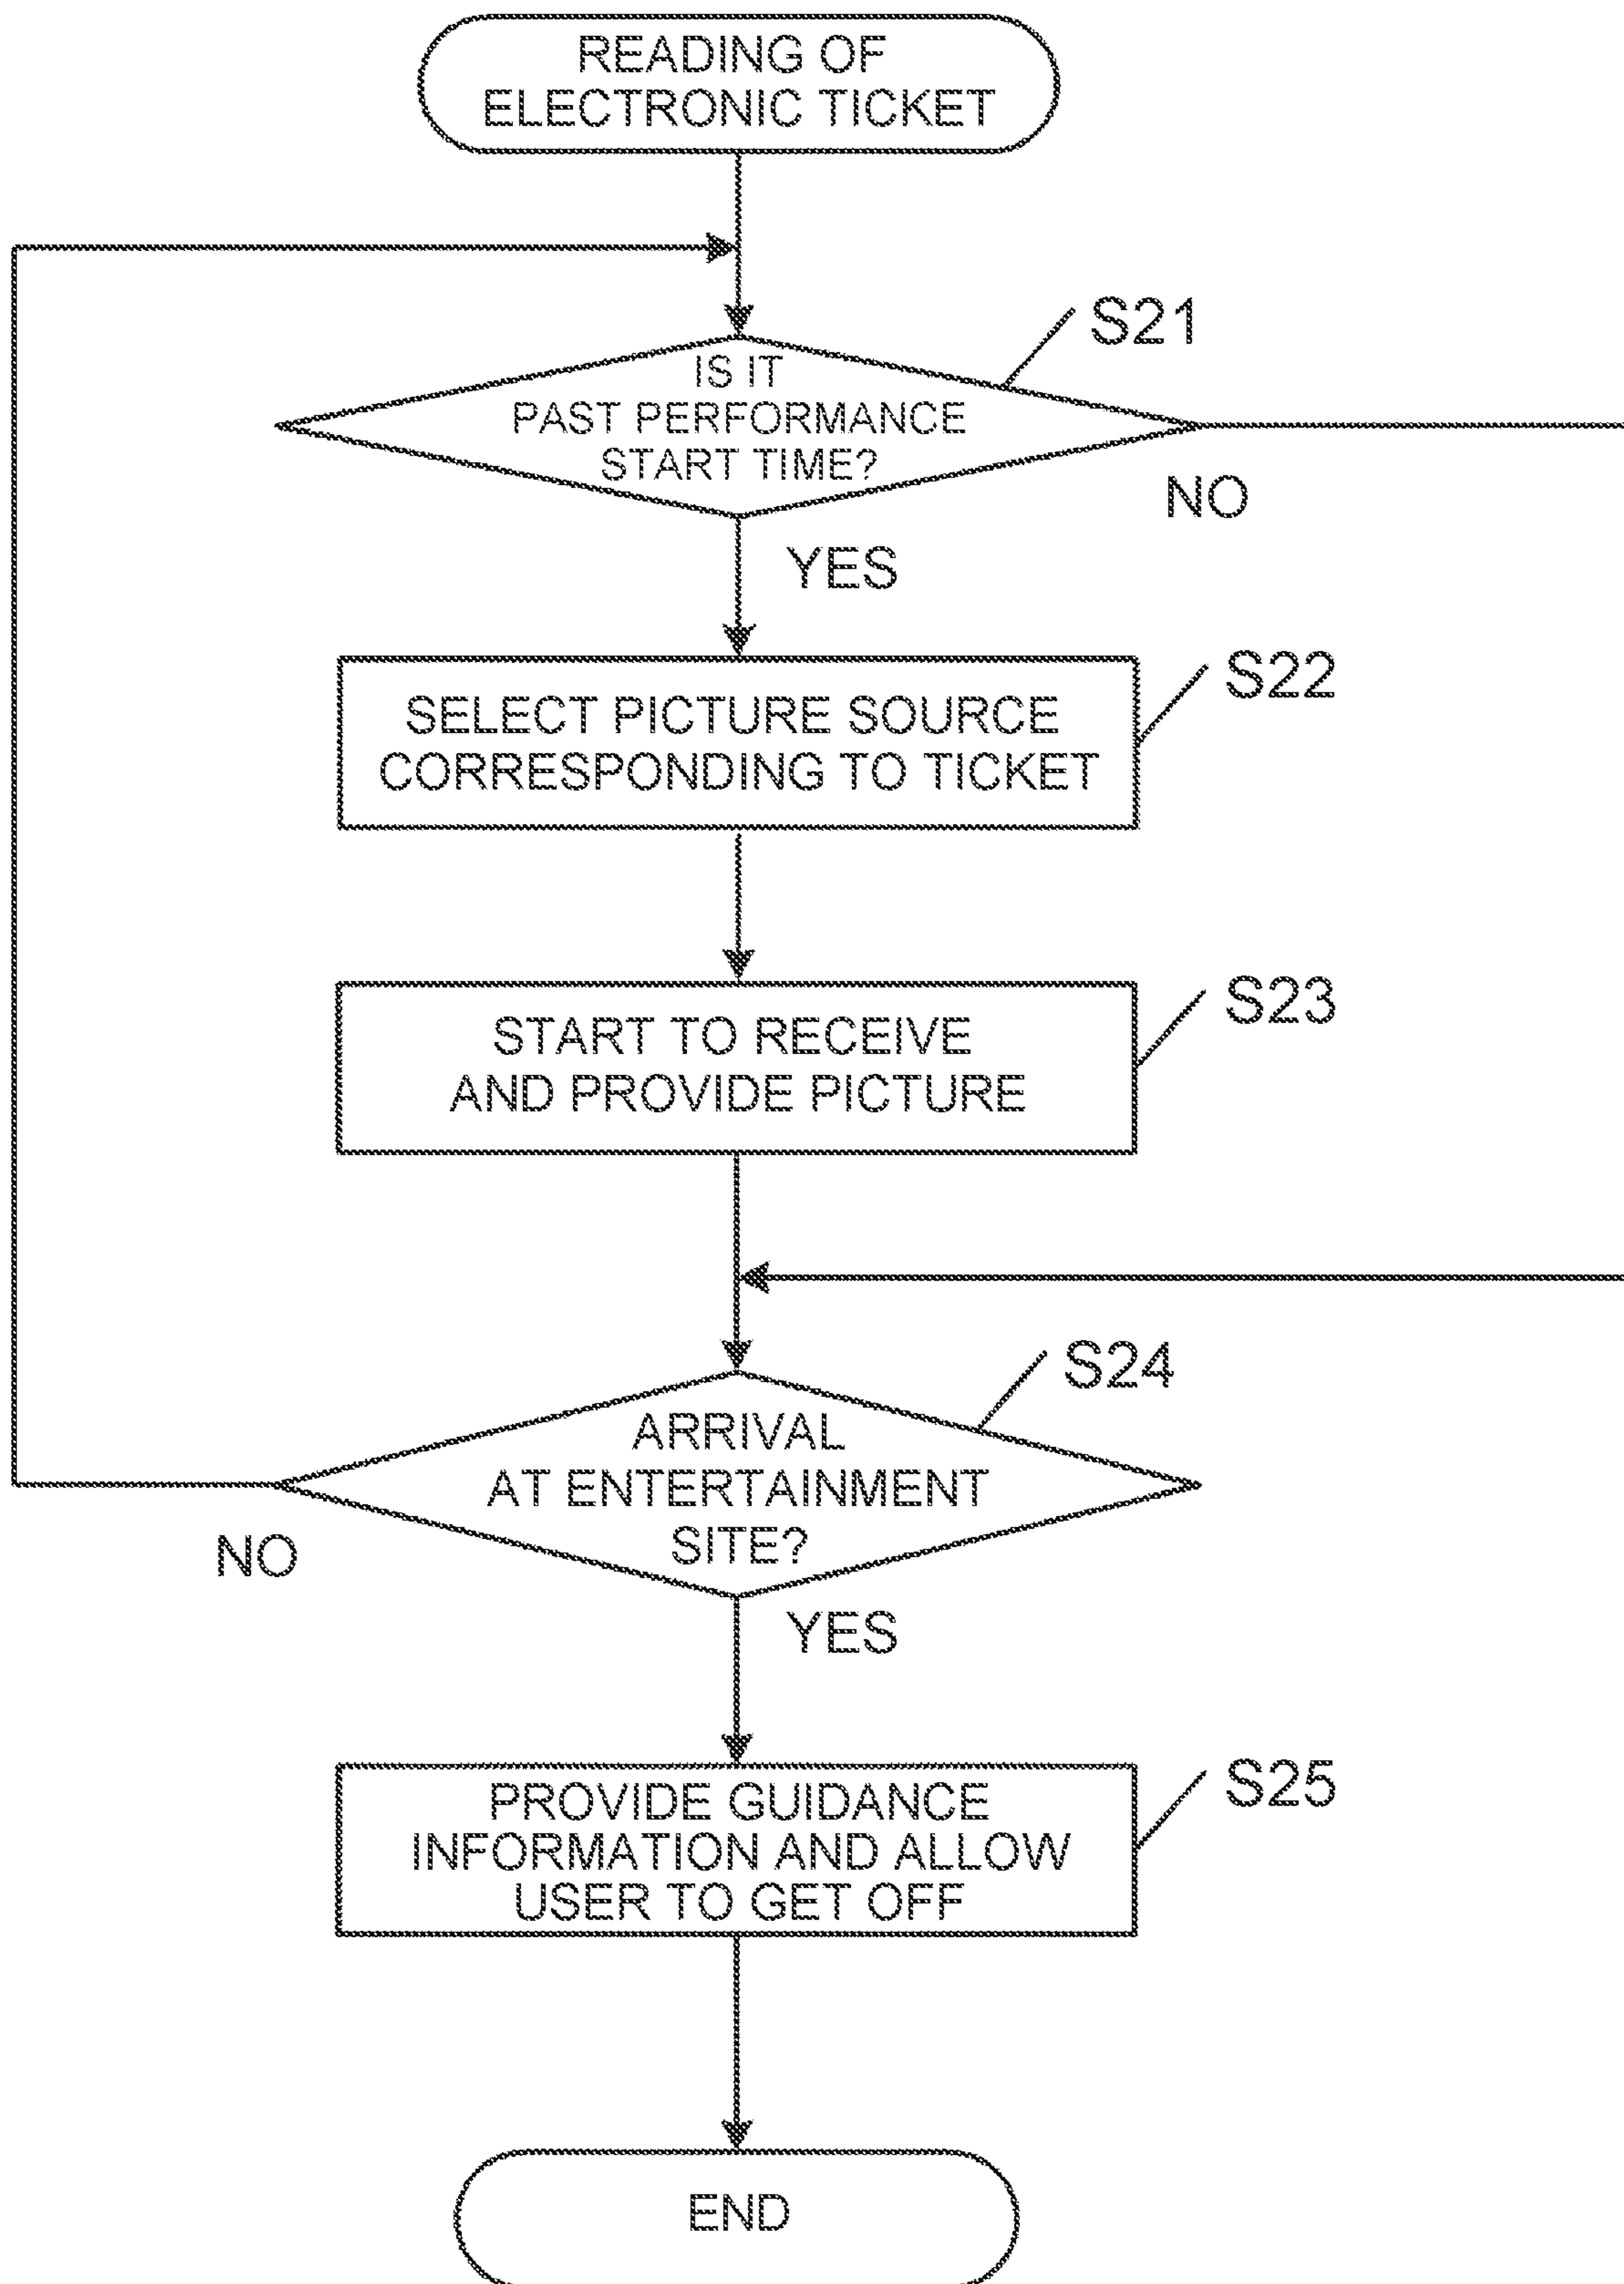 READING OF
ELECTRONIC TICKET
S21
IS IT
PAST PERFORMANCE
START TIME?
NO
YES
S22
SELECT PICTURE SOURCE
CORRESPONDING TO TICKET
S23
START TO RECEIVE
AND PROVIDE PICTURE
S24
ARRIVAL
AT ENTERTAINMENT
SITE?
NO
YES
S25
PROVIDE GUIDANCE
INFORMATION AND ALLOW
USER TO GET OFF
END